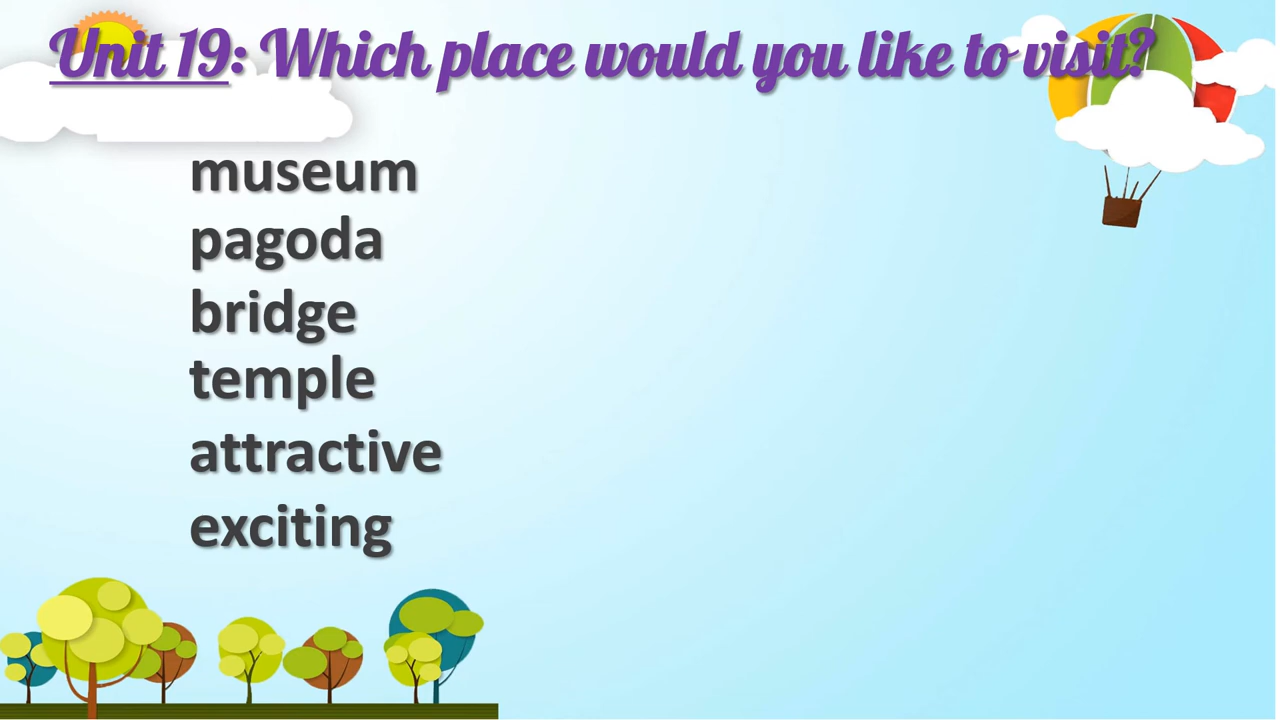 Unit 19: Which place would you like to visit?
museum
pagoda
bridge
temple
attractive
exciting